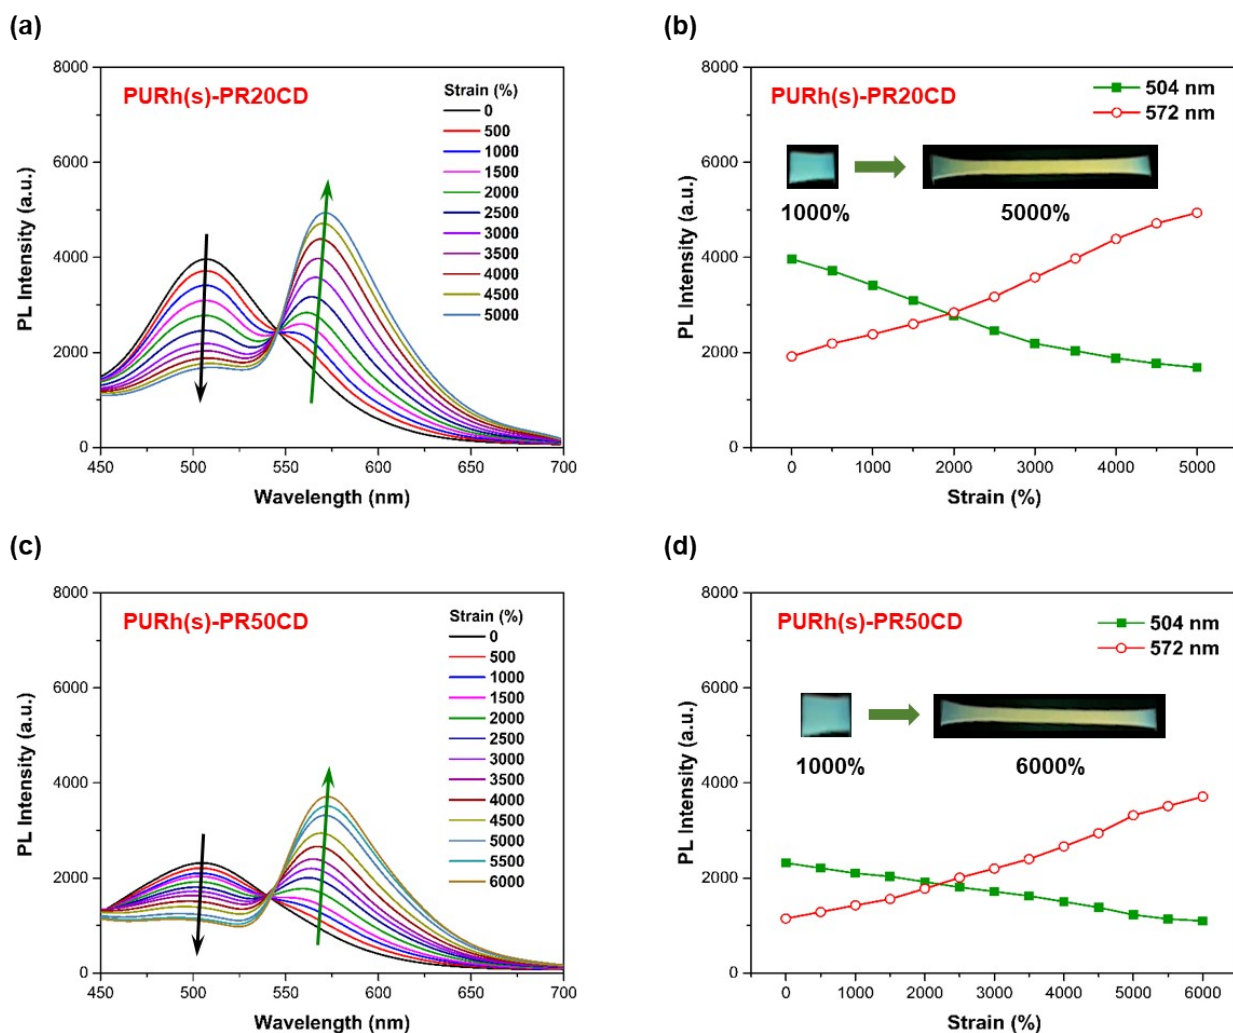 (a)
PURh(s)-PR20CD
Strain (%)
0
500
1000
1500
2000
2500
3000
3500
4000
4500
5000
8000
6000
4000
2000
0
PL Intensity (a.u.)
450 500 550 600 650 700
Wavelength (nm)
(b)
PURh(s)-PR20CD
504 nm
572 nm
1000% 5000%
8000
6000
4000
2000
0
PL Intensity (a.u.)
0 1000 2000 3000 4000 5000
Strain (%)
(c)
PURh(s)-PR50CD
Strain (%)
0
500
1000
1500
2000
2500
3000
3500
4000
4500
5000
5500
6000
8000
6000
4000
2000
0
PL Intensity (a.u.)
450 500 550 600 650 700
Wavelength (nm)
(d)
PURh(s)-PR50CD
504 nm
572 nm
1000% 6000%
8000
6000
4000
2000
0
PL Intensity (a.u.)
0 1000 2000 3000 4000 5000 6000
Strain (%)